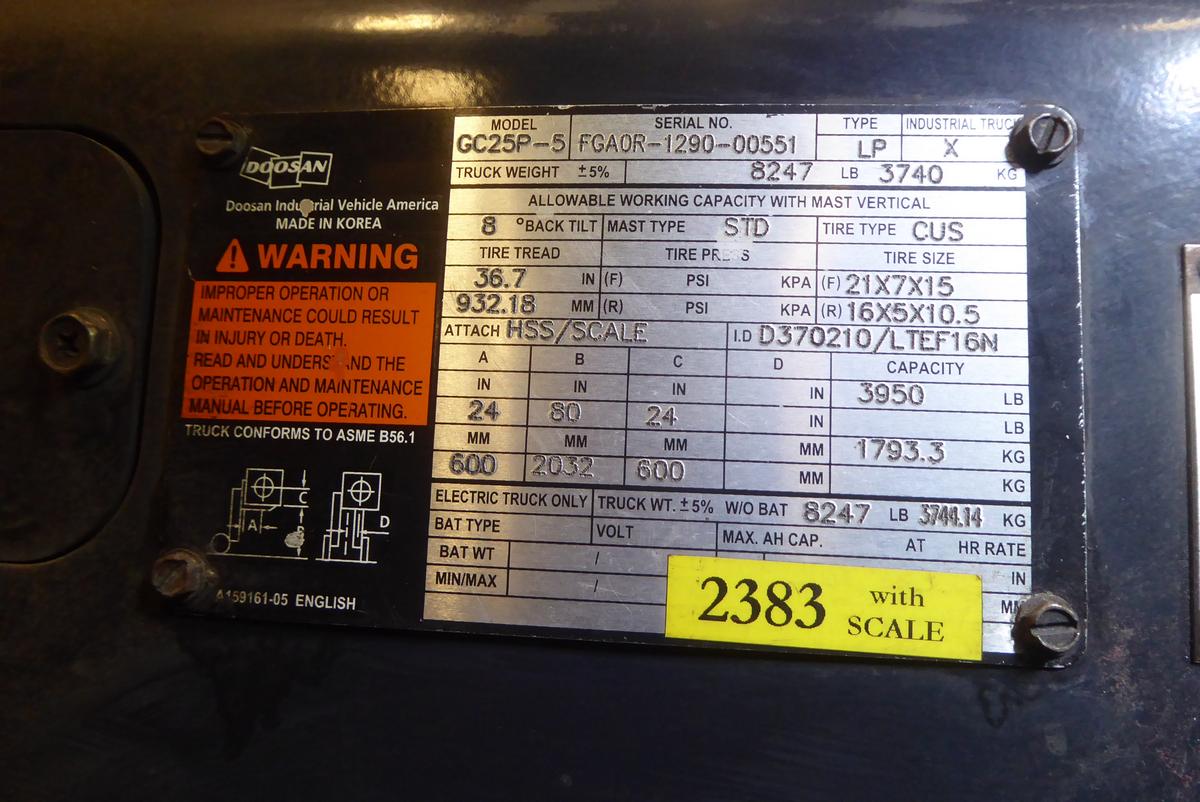 DOOSAN
Doosan Industrial Vehicle America
MADE IN KOREA
WARNING
IMPROPER OPERATION OR
MAINTENANCE COULD RESULT
IN INJURY OR DEATH.
READ AND UNDERSTAND THE
OPERATION AND MAINTENANCE
MANUAL BEFORE OPERATING.
TRUCK CONFORMS TO ASME B56.1
A C B D
A159161-05 ENGLISH
MODEL SERIAL NO. TYPE INDUSTRIAL TRUCK
GC25P-5 FGA0R-1290-00551 LP X
TRUCK WEIGHT ±5% 8247 LB 3740 KG
ALLOWABLE WORKING CAPACITY WITH MAST VERTICAL
8 °BACK TILT MAST TYPE STD TIRE TYPE CUS
TIRE TREAD TIRE PRESS TIRE SIZE
36.7 IN (F) PSI KPA (F) 21X7X15
932.18 MM (R) PSI KPA (R) 16X5X10.5
ATTACH HSS/SCALE I.D D370210/LTEF16N
A B C D CAPACITY
IN IN IN IN 3950 LB
24 80 24 IN LB
MM MM MM MM 1793.3 KG
600 2032 600 MM KG
ELECTRIC TRUCK ONLY TRUCK WT. ±5% W/O BAT 8247 LB 3744.14 KG
BAT TYPE VOLT MAX. AH CAP. AT HR RATE
BAT WT / IN
MIN/MAX / MM
2383 with
SCALE